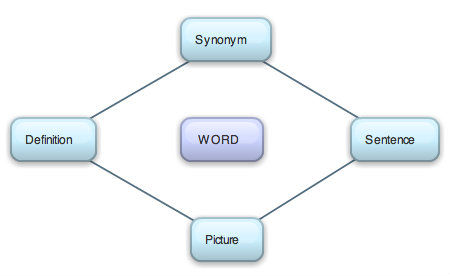 Synonym
Definition
WORD
Sentence
Picture